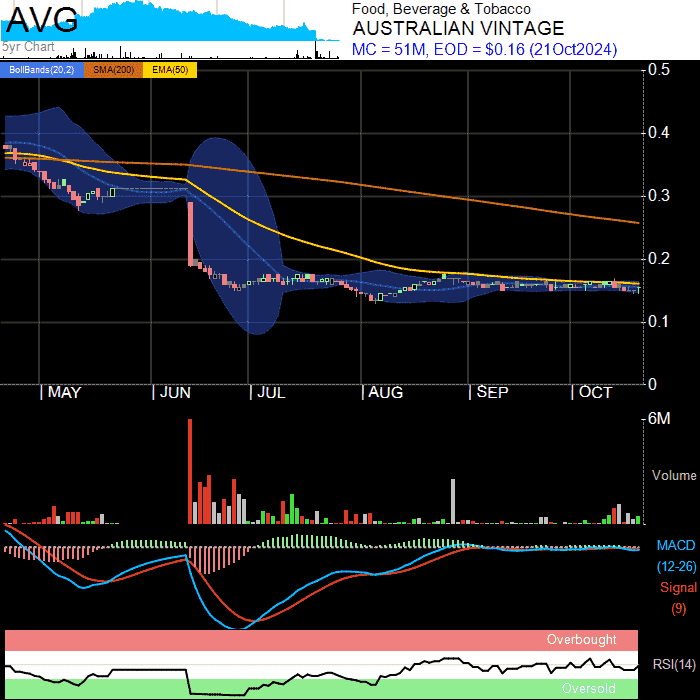 AVG
5yr Chart
Food, Beverage & Tobacco
AUSTRALIAN VINTAGE
MC = 51M, EOD = $0.16 (21Oct2024)
BollBands(20,2) SMA(200) EMA(50)
0.5
0.4
0.3
0.2
0.1
0
MAY JUN JUL AUG SEP OCT
6M
Volume
MACD
(12-26)
Signal
(9)
Overbought
RSI(14)
Oversold